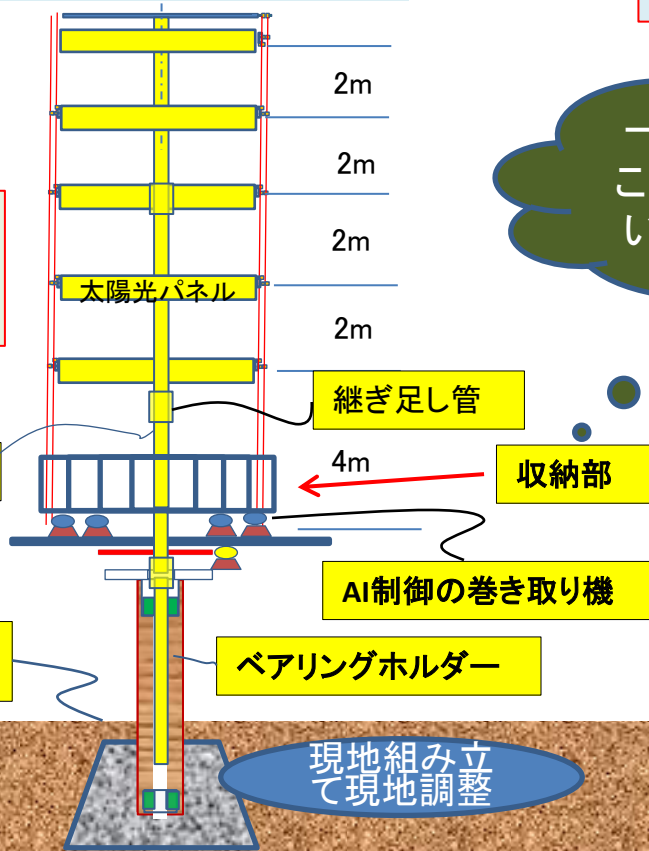 2m
2m
2m
太陽光パネル
2m
継ぎ足し管
4m
収納部
AI制御の巻き取り機
ベアリングホルダー
現地組み立
て現地調整